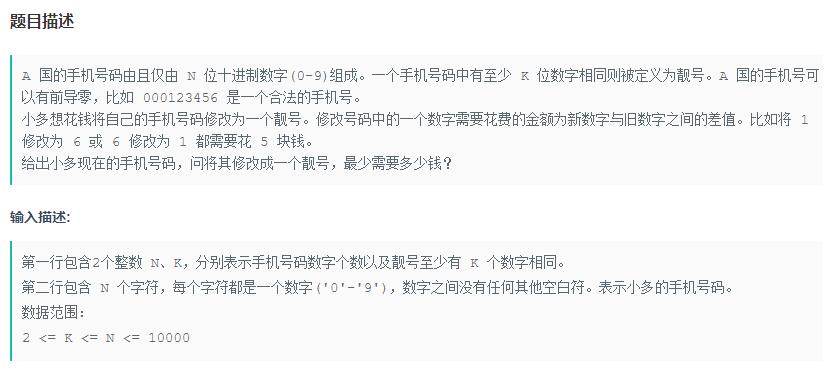 题目描述
A 国的手机号码由且仅由 N 位十进制数字(0-9)组成。一个手机号码中有至少 K 位数字相同则被定义为靓号。A 国的手机号可
以有前导零，比如 000123456 是一个合法的手机号。
小多想花钱将自己的手机号码修改为一个靓号。修改号码中的一个数字需要花费的金额为新数字与旧数字之间的差值。比如将 1
修改为 6 或 6 修改为 1 都需要花 5 块钱。
给出小多现在的手机号码，问将其修改成一个靓号，最少需要多少钱？
输入描述:
第一行包含2个整数 N、K，分别表示手机号码数字个数以及靓号至少有 K 个数字相同。
第二行包含 N 个字符，每个字符都是一个数字('0'-'9')，数字之间没有任何其他空白符。表示小多的手机号码。
数据范围：
2 <= K <= N <= 10000